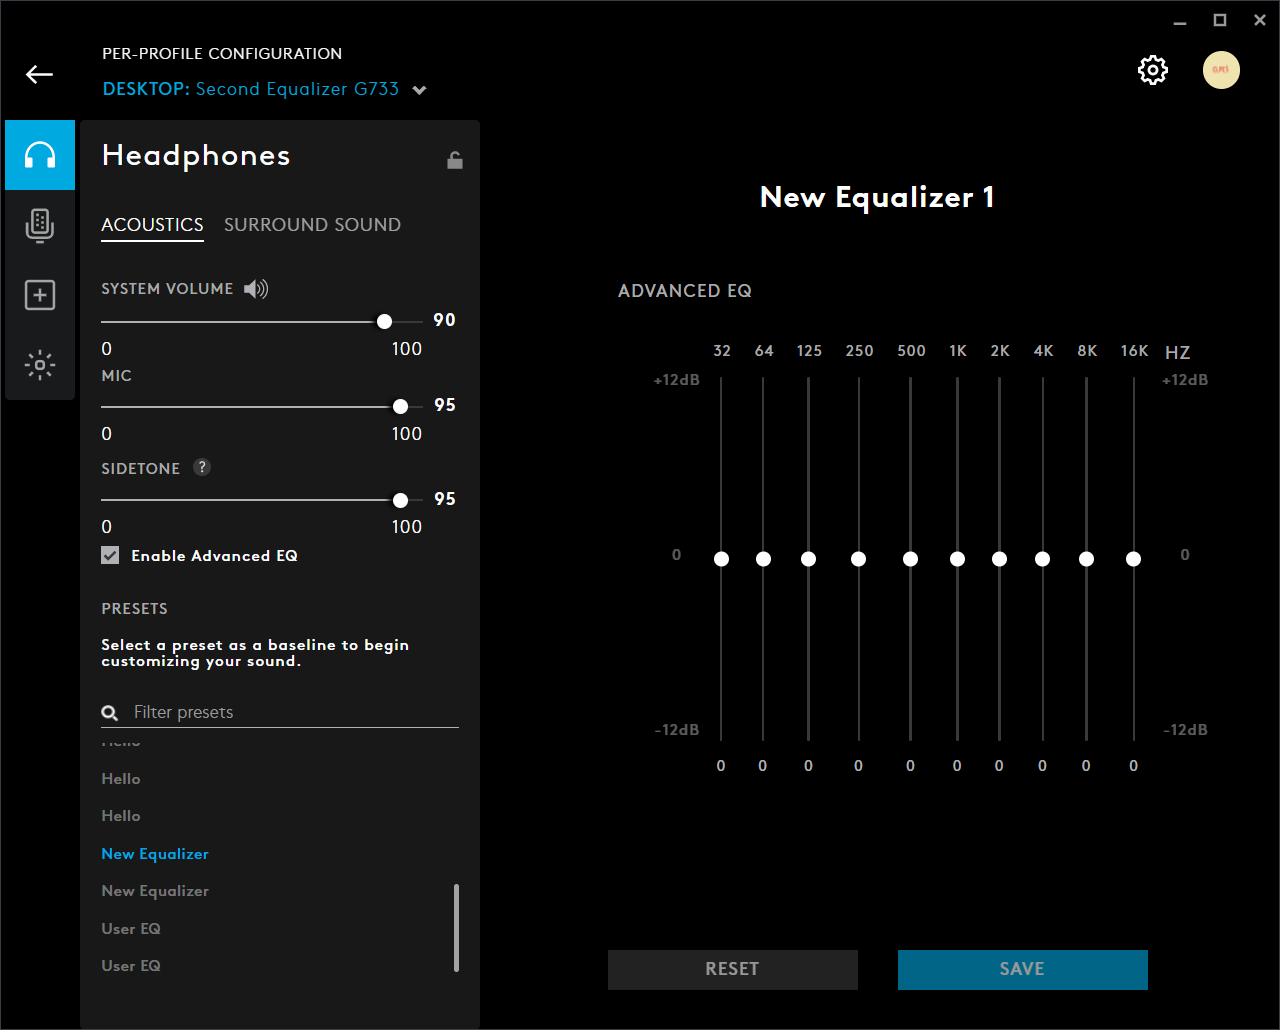 PER-PROFILE CONFIGURATION
DESKTOP: Second Equalizer G733
Headphones
ACOUSTICS SURROUND SOUND
SYSTEM VOLUME
90
0 100
MIC
95
0 100
SIDETONE ?
95
0 100
Enable Advanced EQ
PRESETS
Select a preset as a baseline to begin
customizing your sound.
Filter presets
Hello
Hello
Hello
New Equalizer
New Equalizer
User EQ
User EQ
New Equalizer 1
ADVANCED EQ
32 64 125 250 500 1K 2K 4K 8K 16K HZ
+12dB +12dB
0 0
-12dB -12dB
0 0 0 0 0 0 0 0 0 0
RESET SAVE